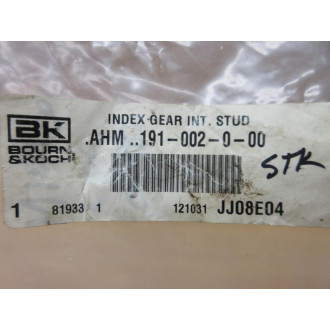 INDEX GEAR INT. STUD
BK
.AHM ..191-002-0-00
BOURN
& KOCH
STK
1 81933 1 121031 JJ08E04